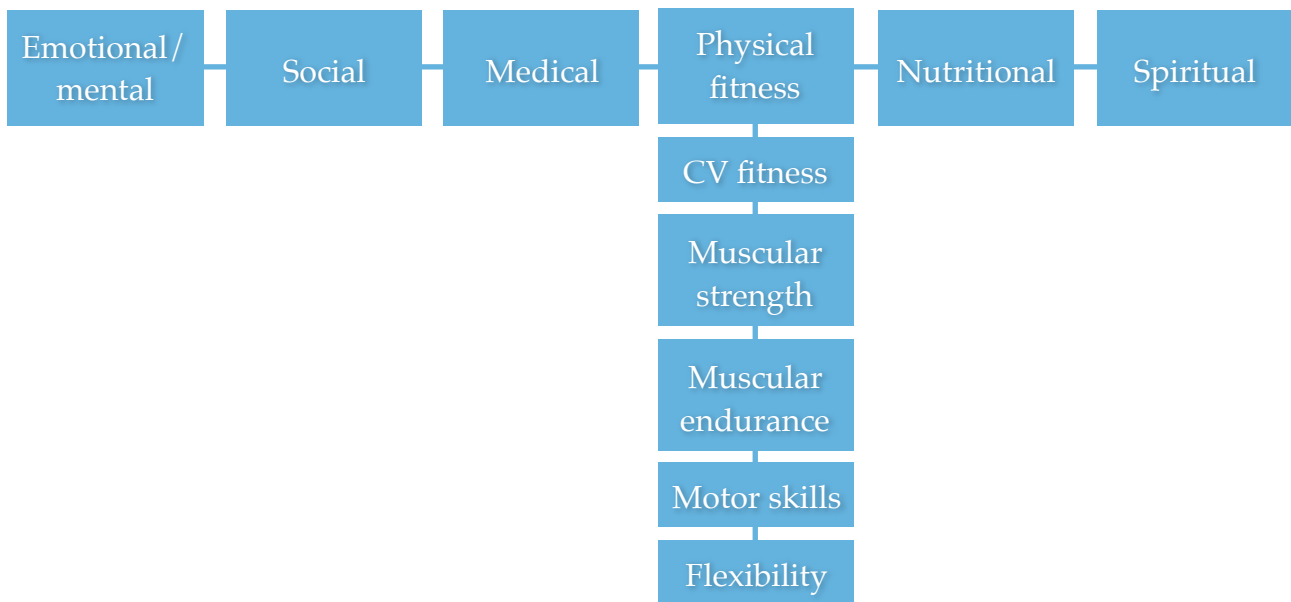 Emotional/
mental
Social
Medical
Physical
fitness
Nutritional
Spiritual
CV fitness
Muscular
strength
Muscular
endurance
Motor skills
Flexibility